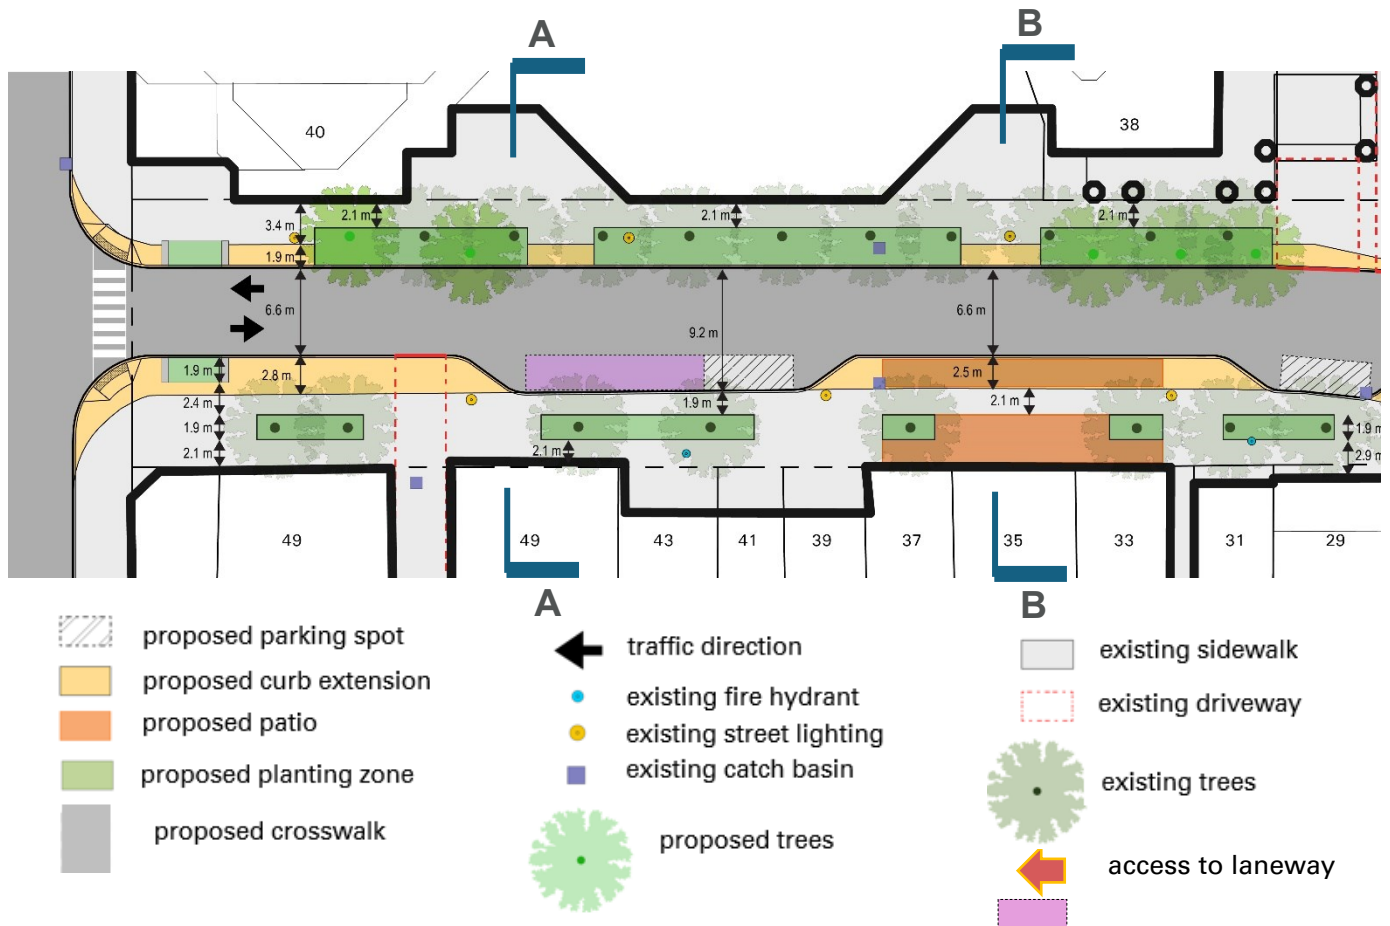 A
B
40
38
2.1 m
2.1 m
2.1 m
3.4 m
1.9 m
6.6 m
9.2 m
6.6 m
1.9 m
2.8 m
2.5 m
2.4 m
1.9 m
2.1 m
1.9 m
1.9 m
2.1 m
2.1 m
2.9 m
49
49
43
41
39
37
35
33
31
29
A
B
proposed parking spot
proposed curb extension
proposed patio
proposed planting zone
proposed crosswalk
traffic direction
existing fire hydrant
existing street lighting
existing catch basin
proposed trees
existing sidewalk
existing driveway
existing trees
access to laneway